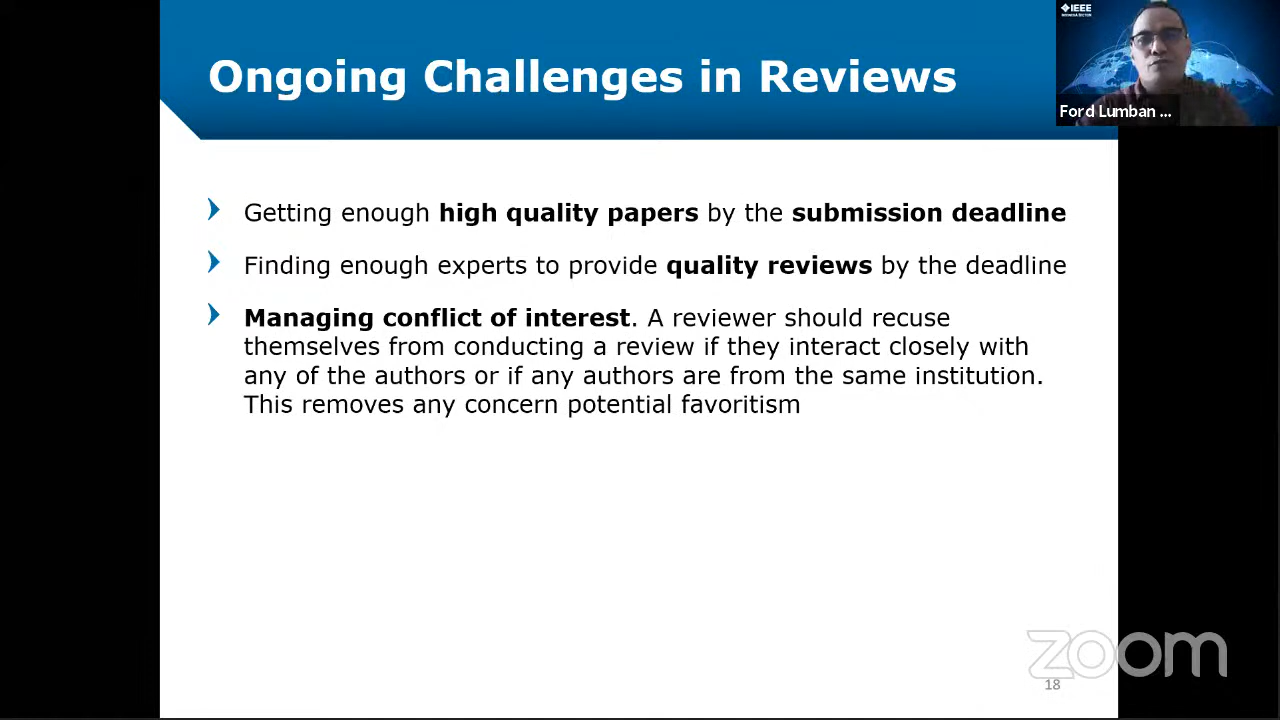 Ongoing Challenges in Reviews
IEEE
Ford Lumban ...
Getting enough high quality papers by the submission deadline
Finding enough experts to provide quality reviews by the deadline
Managing conflict of interest. A reviewer should recuse
themselves from conducting a review if they interact closely with
any of the authors or if any authors are from the same institution.
This removes any concern potential favoritism
zoom
18